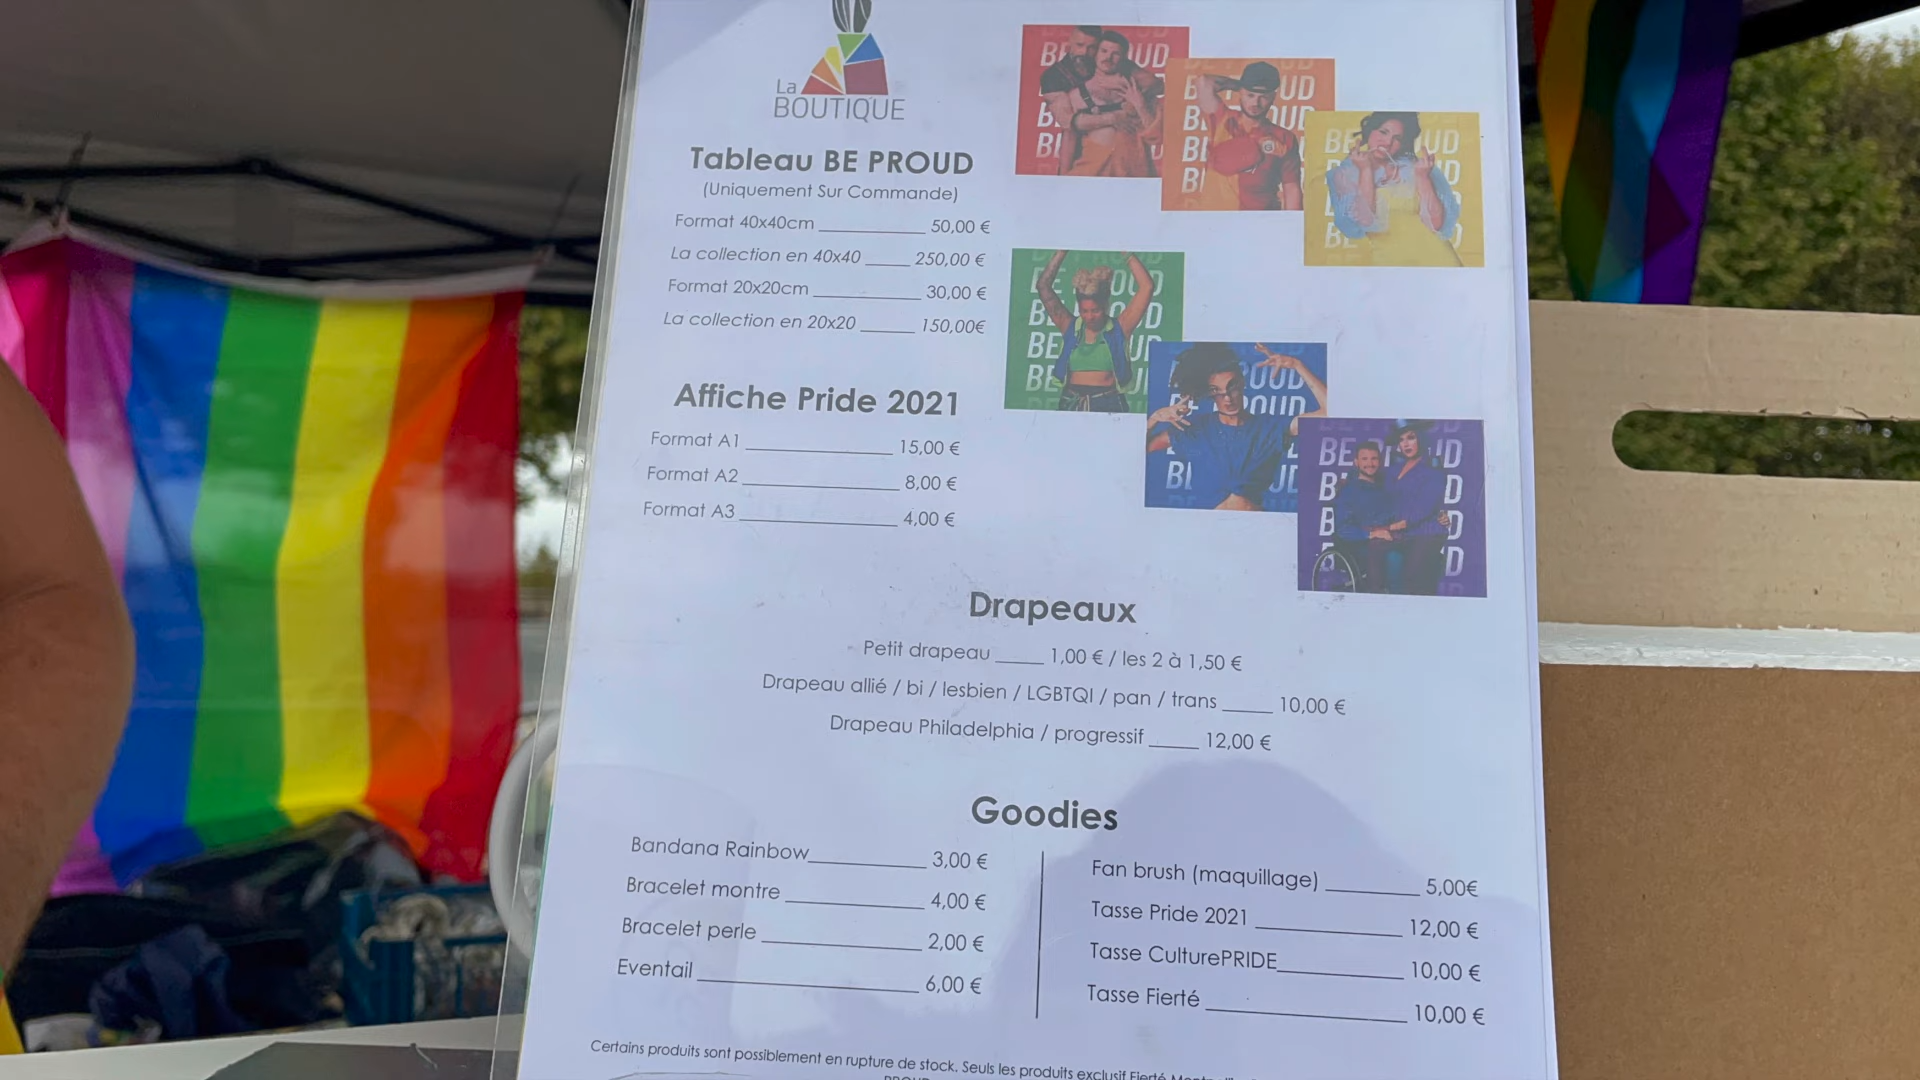 La
BOUTIQUE
Tableau BE PROUD
(Uniquement Sur Commande)
Format 40x40cm 50,00 €
La collection en 40x40 250,00 €
Format 20x20cm 30,00 €
La collection en 20x20 150,00€
Affiche Pride 2021
Format A1 15,00 €
Format A2 8,00 €
Format A3 4,00 €
Drapeaux
Petit drapeau 1,00 € / les 2 à 1,50 €
Drapeau allié / bi / lesbien / LGBTQI / pan / trans 10,00 €
Drapeau Philadelphia / progressif 12,00 €
Goodies
Bandana Rainbow 3,00 €
Bracelet montre 4,00 €
Bracelet perle 2,00 €
Eventail 6,00 €
Fan brush (maquillage) 5,00€
Tasse Pride 2021 12,00 €
Tasse CulturePRIDE 10,00 €
Tasse Fierté 10,00 €
Certains produits sont possiblement en rupture de stock. Seuls les produits exclusif Fierté